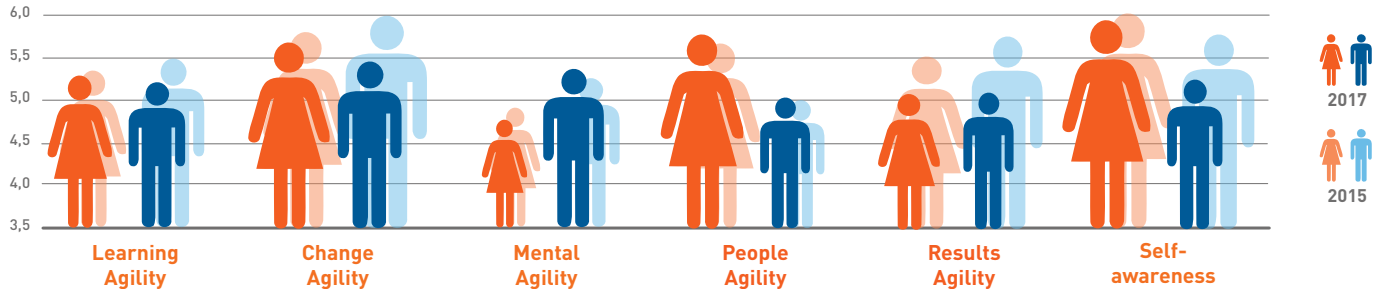 6,0
5,5
5,0
4,5
4,0
3,5
2017
2015
Learning
Agility
Change
Agility
Mental
Agility
People
Agility
Results
Agility
Self-
awareness